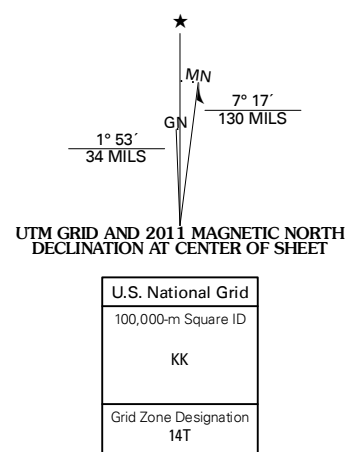 MN
GN
7° 17´
130 MILS
1° 53´
34 MILS
UTM GRID AND 2011 MAGNETIC NORTH
DECLINATION AT CENTER OF SHEET
U.S. National Grid
100,000-m Square ID
KK
Grid Zone Designation
14T